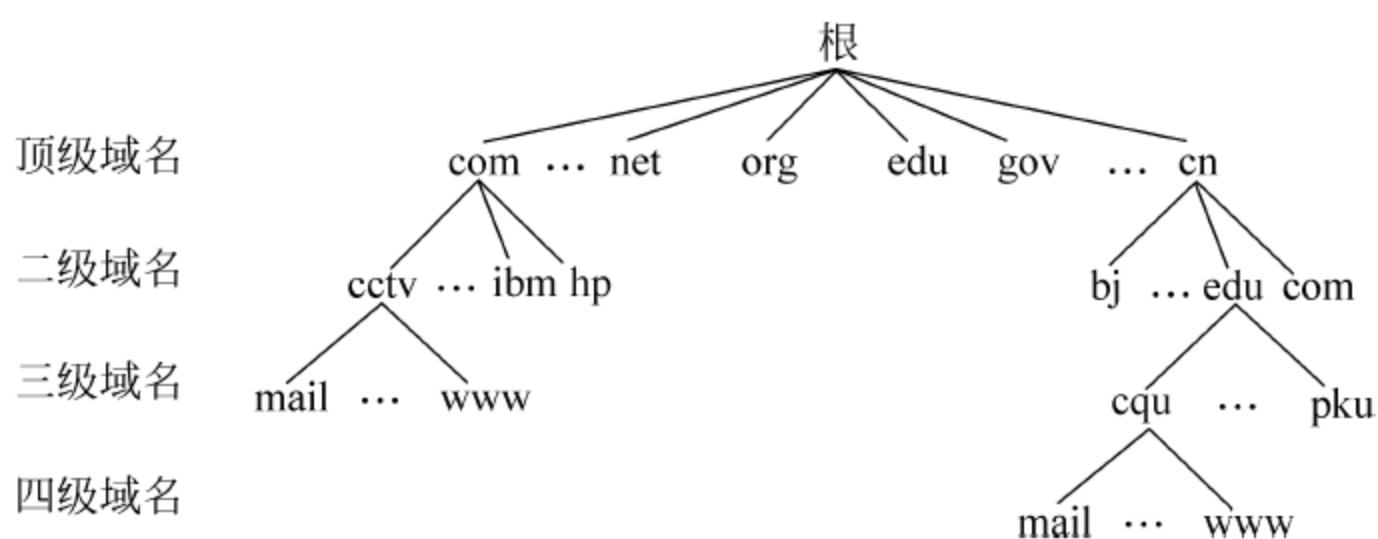 根
顶级域名 com … net org edu gov … cn
二级域名 cctv … ibm hp bj … edu com
三级域名 mail … www cqu … pku
四级域名 mail … www